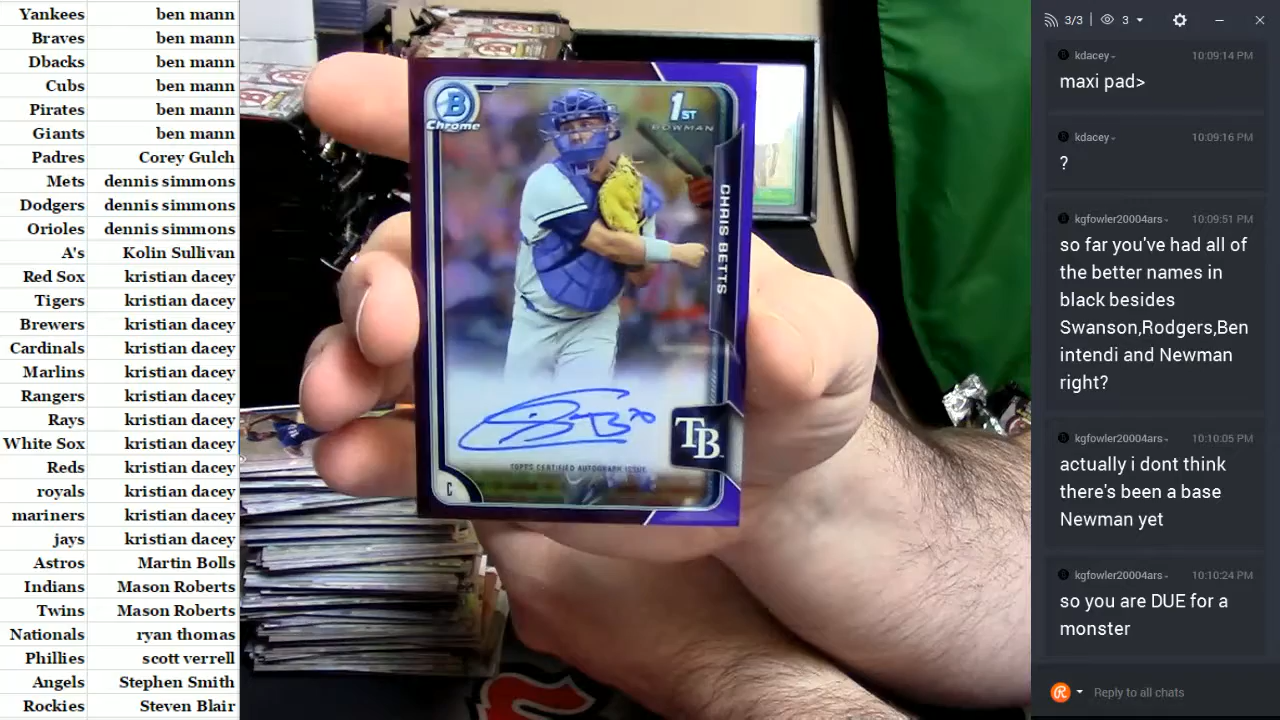 Yankees ben mann
Braves ben mann
Dbacks ben mann
Cubs ben mann
Pirates ben mann
Giants ben mann
Padres Corey Gulch
Mets dennis simmons
Dodgers dennis simmons
Orioles dennis simmons
A's Kolin Sullivan
Red Sox kristian dacey
Tigers kristian dacey
Brewers kristian dacey
Cardinals kristian dacey
Marlins kristian dacey
Rangers kristian dacey
Rays kristian dacey
White Sox kristian dacey
Reds kristian dacey
royals kristian dacey
mariners kristian dacey
jays kristian dacey
Astros Martin Bolls
Indians Mason Roberts
Twins Mason Roberts
Nationals ryan thomas
Phillies scott verrell
Angels Stephen Smith
Rockies Steven Blair
B
Chrome
1ST
BOWMAN
CHRIS BETTS
TB
TOPPS CERTIFIED AUTOGRAPH ISSUE
C
3/3 3
kdacey- 10:09:14 PM
maxi pad>
kdacey- 10:09:16 PM
?
kgfowler20004ars- 10:09:51 PM
so far you've had all of
the better names in
black besides
Swanson,Rodgers,Ben
intendi and Newman
right?
kgfowler20004ars- 10:10:05 PM
actually i dont think
there's been a base
Newman yet
kgfowler20004ars- 10:10:24 PM
so you are DUE for a
monster
Reply to all chats